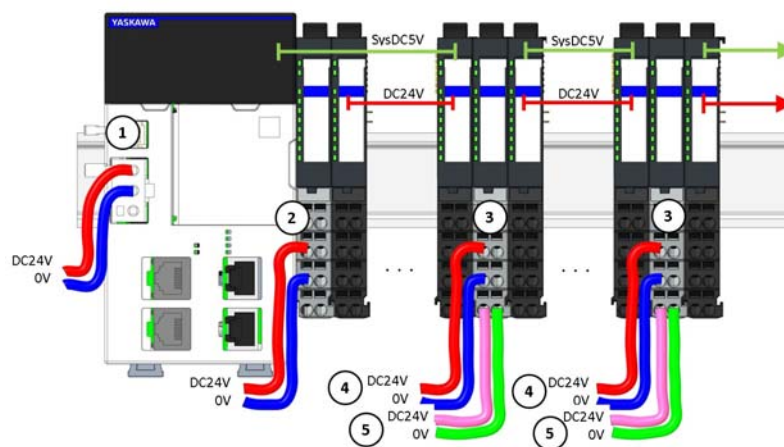 YASKAWA
SysDC5V
SysDC5V
DC24V
DC24V
1
2
3
3
DC24V
0V
...
...
DC24V
0V
4
DC24V
0V
5
DC24V
0V
4
DC24V
0V
5
DC24V
0V